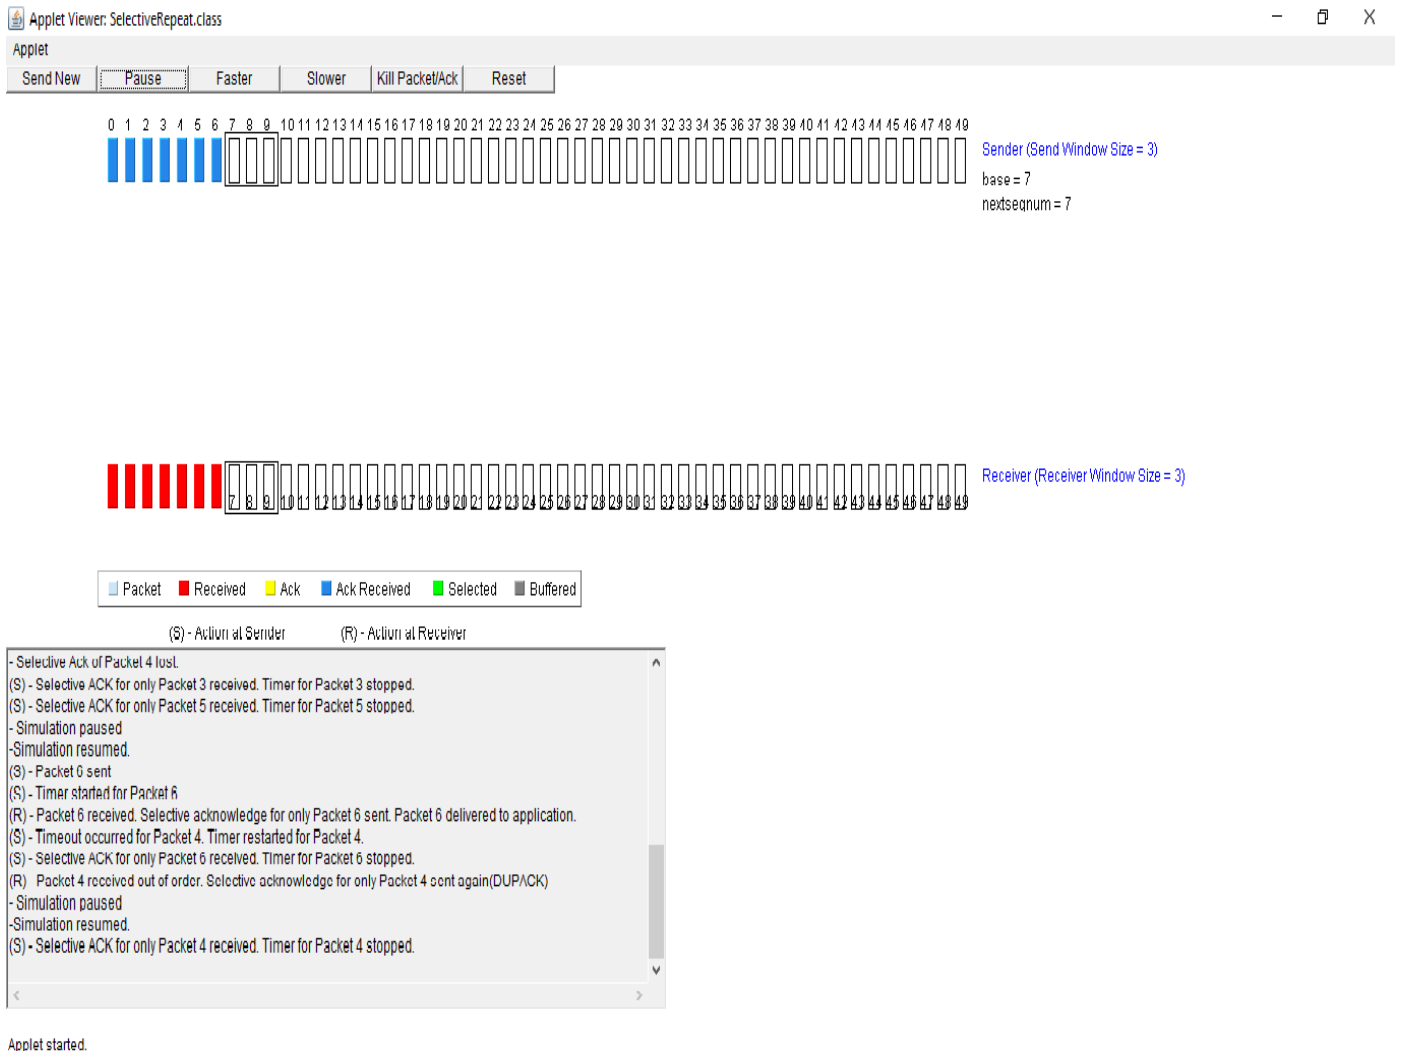 Applet Viewer: SelectiveRepeat.class
Applet
Send New Pause Faster Slower Kill Packet/Ack Reset
0 1 2 3 4 5 6 7 8 9 10 11 12 13 14 15 16 17 18 19 20 21 22 23 24 25 26 27 28 29 30 31 32 33 34 35 36 37 38 39 40 41 42 43 44 45 46 47 48 49
Sender (Send Window Size = 3)
base = 7
nextseqnum = 7
Receiver (Receiver Window Size = 3)
7 8 9 10 11 12 13 14 15 16 17 18 19 20 21 22 23 24 25 26 27 28 29 30 31 32 33 34 35 36 37 38 39 40 41 42 43 44 45 46 47 48 49
Packet Received Ack Ack Received Selected Buffered
(S) - Action at Sender (R) - Action at Receiver
- Selective Ack of Packet 4 lost.
(S) - Selective ACK for only Packet 3 received. Timer for Packet 3 stopped.
(S) - Selective ACK for only Packet 5 received. Timer for Packet 5 stopped.
- Simulation paused
-Simulation resumed.
(S) - Packet 6 sent
(S) - Timer started for Packet 6
(R) - Packet 6 received. Selective acknowledge for only Packet 6 sent. Packet 6 delivered to application.
(S) - Timeout occurred for Packet 4. Timer restarted for Packet 4.
(S) - Selective ACK for only Packet 6 received. Timer for Packet 6 stopped.
(R) - Packet 4 received out of order. Selective acknowledge for only Packet 4 sent again(DUPACK)
- Simulation paused
-Simulation resumed.
(S) - Selective ACK for only Packet 4 received. Timer for Packet 4 stopped.
Applet started.